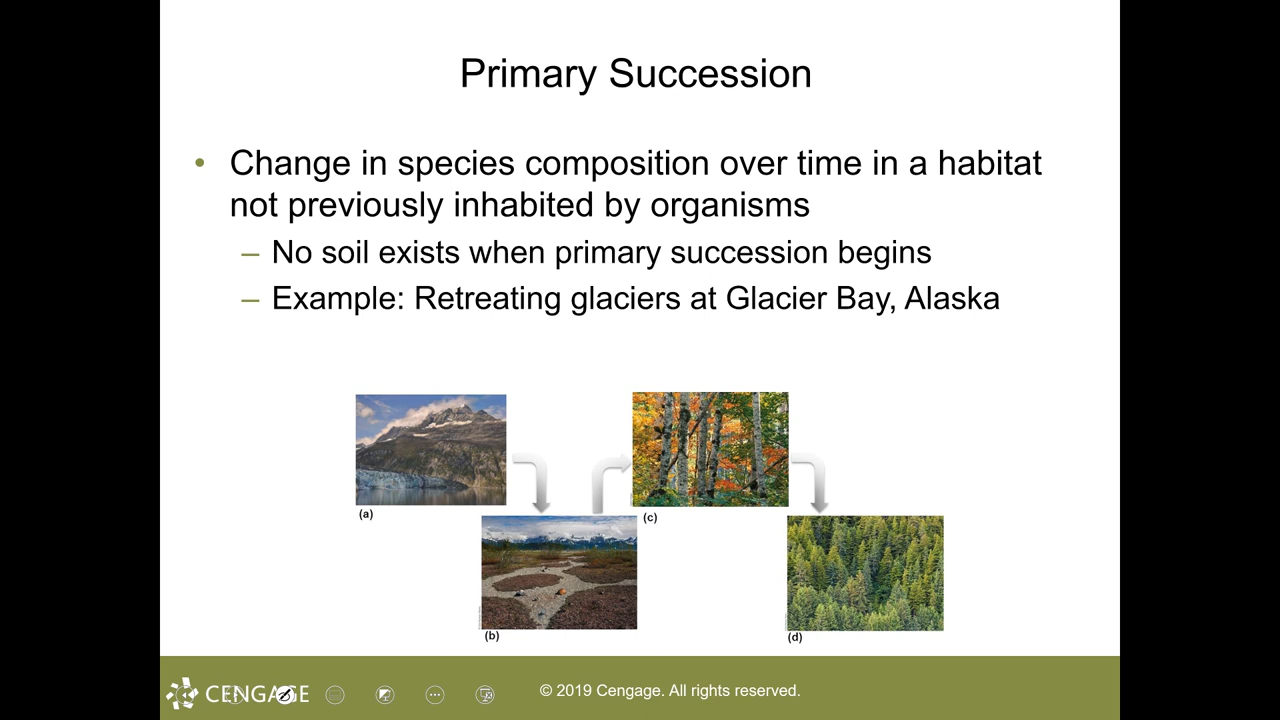 Primary Succession
• Change in species composition over time in a habitat
not previously inhabited by organisms
– No soil exists when primary succession begins
– Example: Retreating glaciers at Glacier Bay, Alaska
(a)
(c)
(b)
(d)
CENGAGE
© 2019 Cengage. All rights reserved.